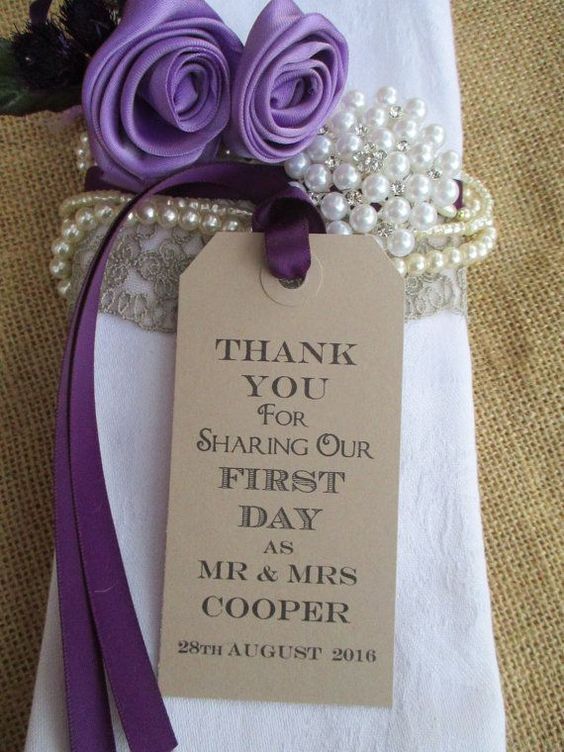 THANK
YOU
FOR
SHARING OUR
FIRST
DAY
AS
MR & MRS
COOPER
28TH AUGUST 2016